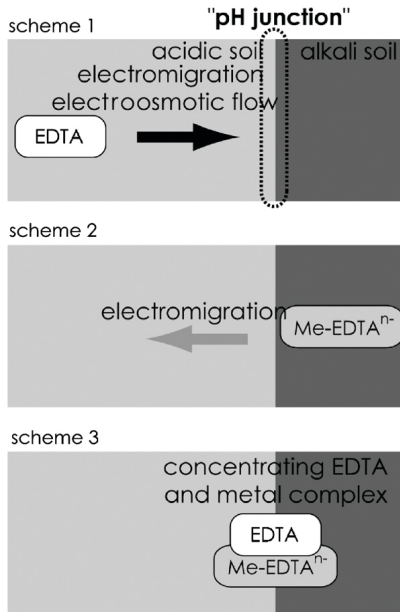 "pH junction"
scheme 1
acidic soil alkali soil
electromigration
electroosmotic flow
EDTA
scheme 2
electromigration
Me-EDTAⁿ⁻
scheme 3
concentrating EDTA
and metal complex
EDTA
Me-EDTAⁿ⁻